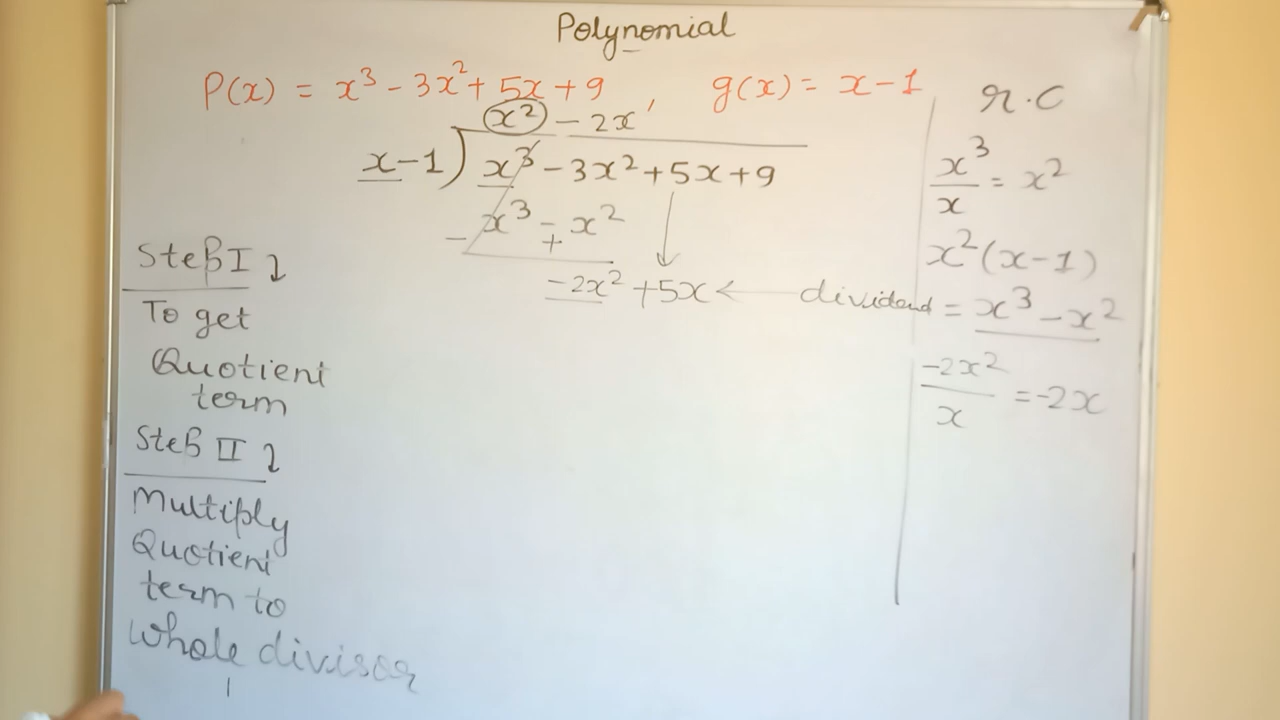 Polynomial
P(x) = x³ - 3x² + 5x + 9 , g(x) = x - 1
x² - 2x
x - 1 ) x³ - 3x² + 5x + 9
x³ - x²
- +
-2x² + 5x ← dividend
Step I
To get
Quotient
term
Step II
Multiply
Quotient
term to
whole divisor
r.c
x³/x = x²
x²(x-1)
= x³ - x²
-2x²/x = -2x